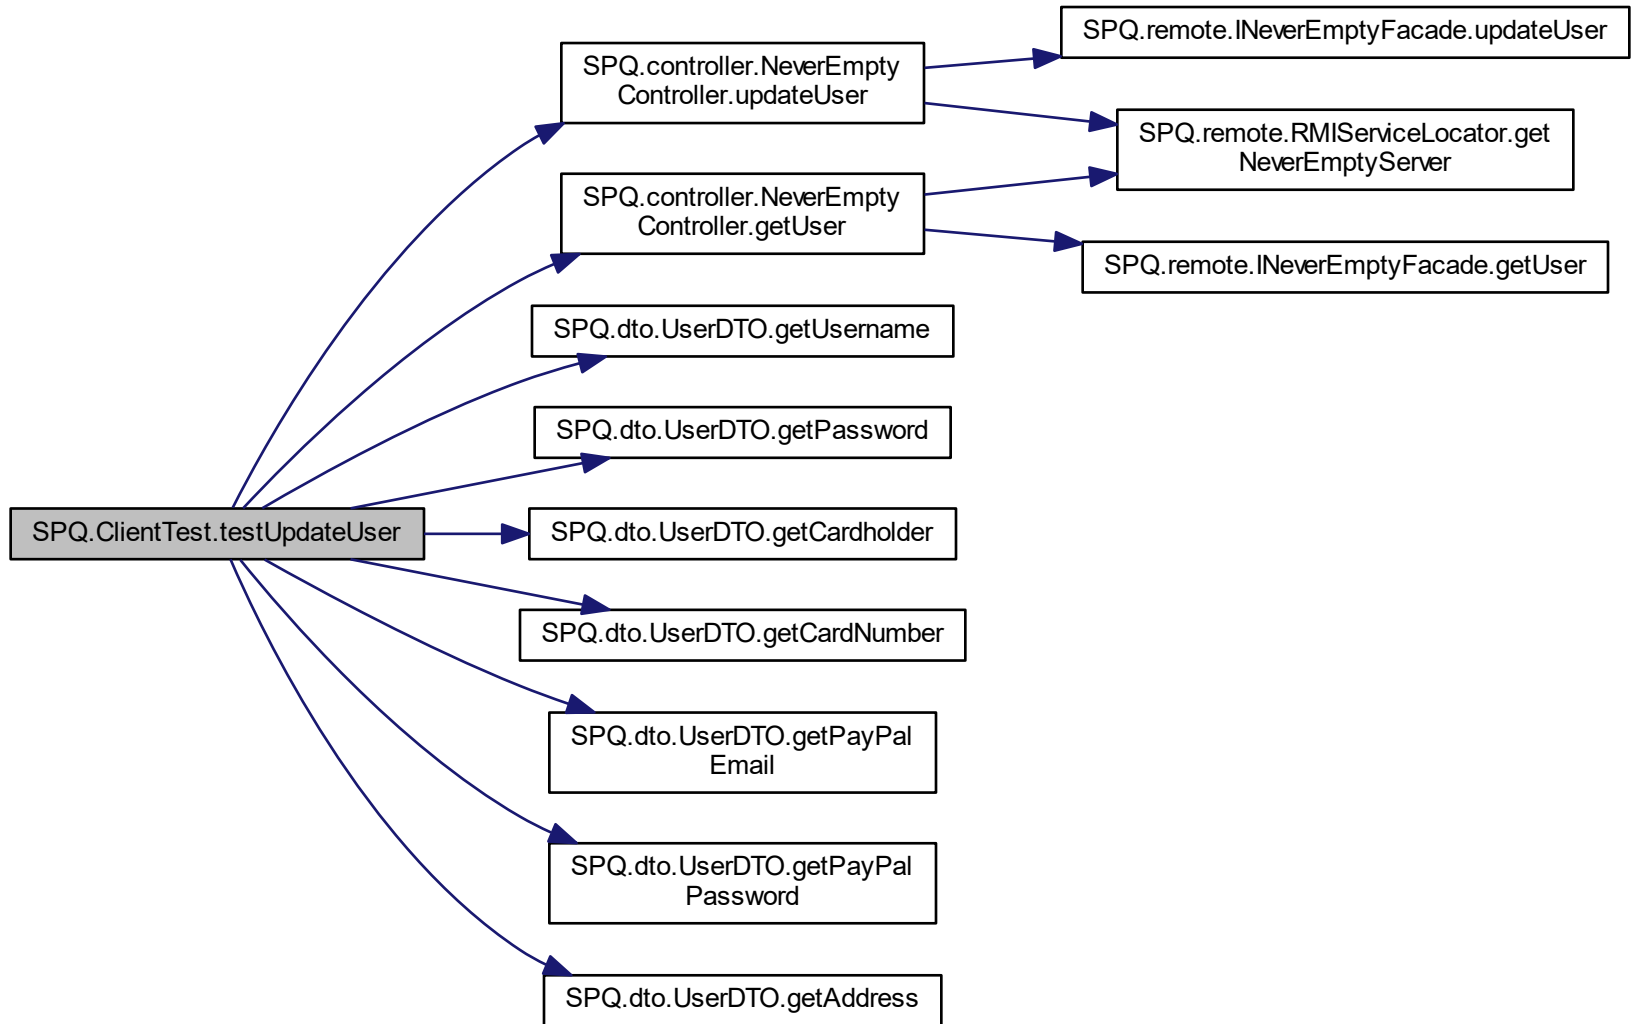 SPQ.ClientTest.testUpdateUser
SPQ.controller.NeverEmpty
Controller.updateUser
SPQ.controller.NeverEmpty
Controller.getUser
SPQ.dto.UserDTO.getUsername
SPQ.dto.UserDTO.getPassword
SPQ.dto.UserDTO.getCardholder
SPQ.dto.UserDTO.getCardNumber
SPQ.dto.UserDTO.getPayPal
Email
SPQ.dto.UserDTO.getPayPal
Password
SPQ.dto.UserDTO.getAddress
SPQ.remote.INeverEmptyFacade.updateUser
SPQ.remote.RMIServiceLocator.get
NeverEmptyServer
SPQ.remote.INeverEmptyFacade.getUser